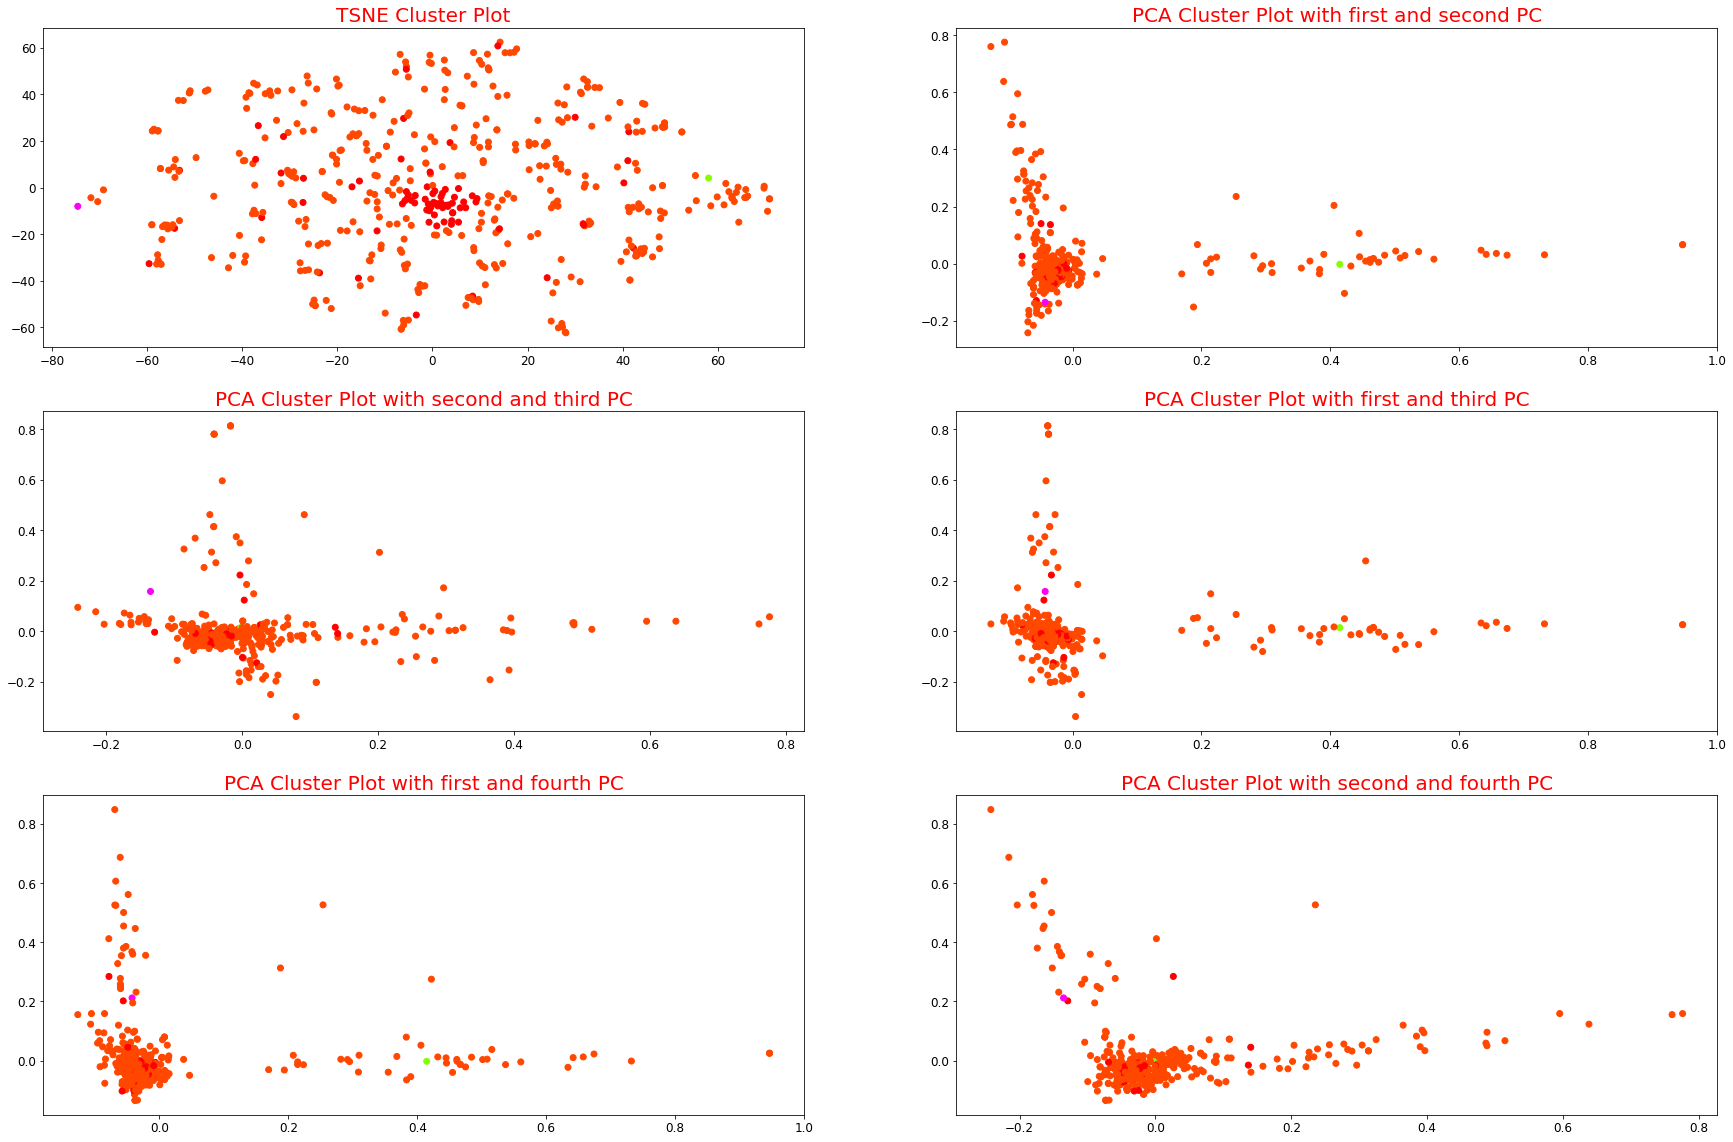 TSNE Cluster Plot
60
40
20
0
−20
−40
−60
−80 −60 −40 −20 0 20 40 60
PCA Cluster Plot with first and second PC
0.8
0.6
0.4
0.2
0.0
−0.2
0.0 0.2 0.4 0.6 0.8 1.0
PCA Cluster Plot with second and third PC
0.8
0.6
0.4
0.2
0.0
−0.2
−0.2 0.0 0.2 0.4 0.6 0.8
PCA Cluster Plot with first and third PC
0.8
0.6
0.4
0.2
0.0
−0.2
0.0 0.2 0.4 0.6 0.8 1.0
PCA Cluster Plot with first and fourth PC
0.8
0.6
0.4
0.2
0.0
0.0 0.2 0.4 0.6 0.8 1.0
PCA Cluster Plot with second and fourth PC
0.8
0.6
0.4
0.2
0.0
−0.2 0.0 0.2 0.4 0.6 0.8